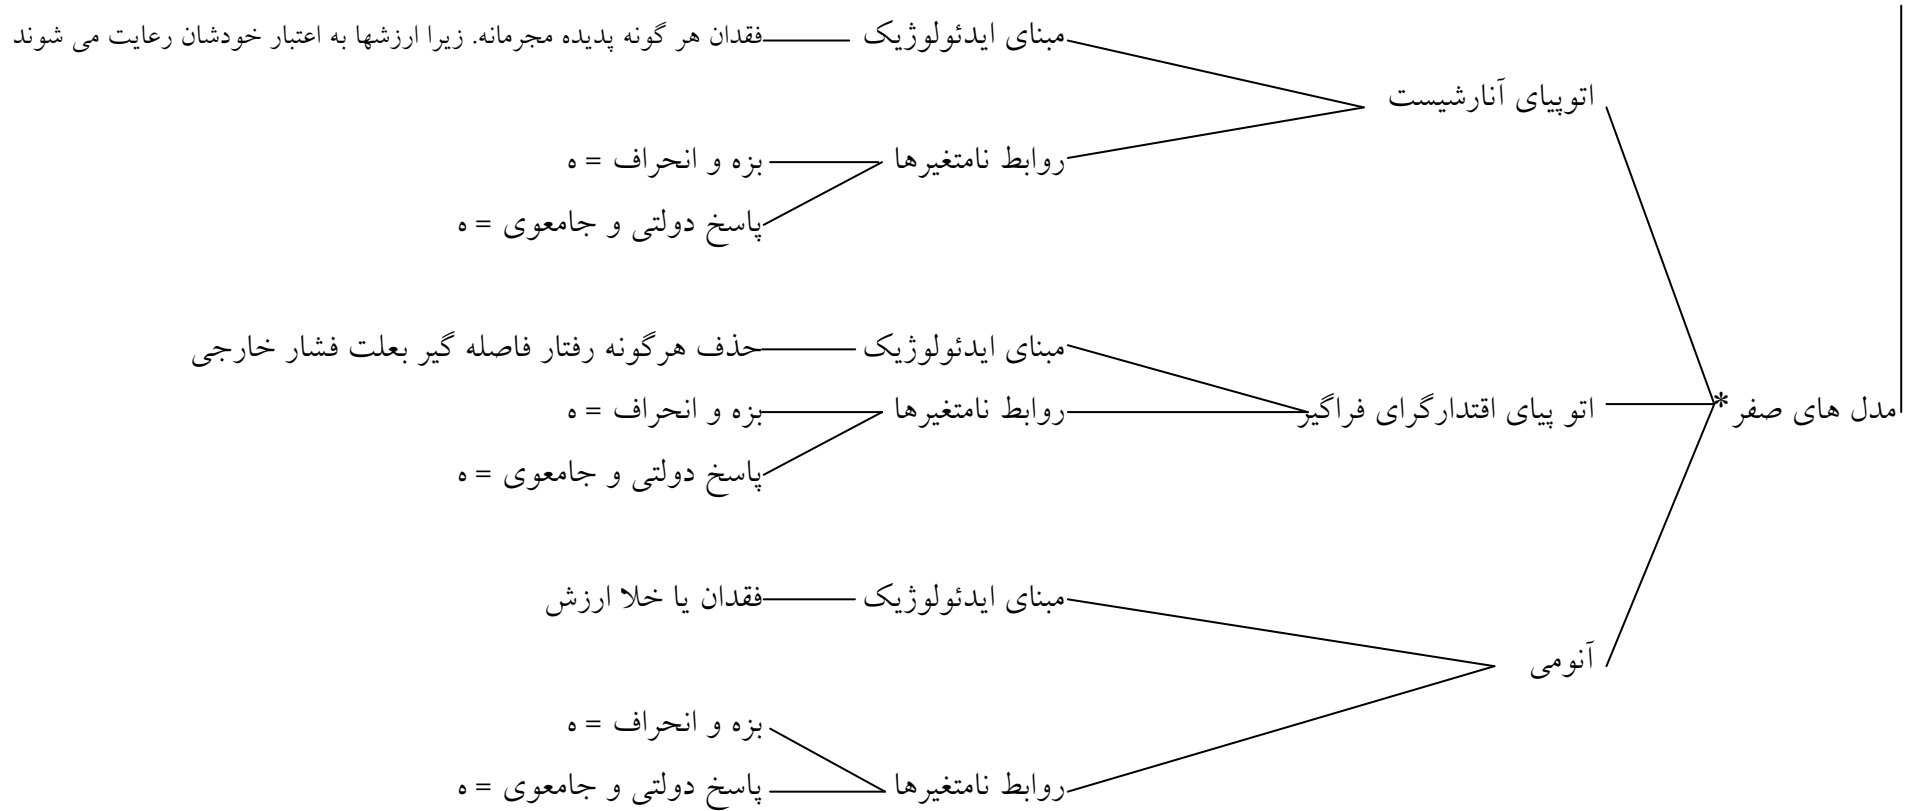 مبنای ایدئولوژیک فقدان هر گونه پدیده مجرمانه. زیرا ارزشها به اعتبار خودشان رعایت می شوند
اتوپیای آنارشیست
روابط نامتغیرها بزه و انحراف = ه
پاسخ دولتی و جامعوی = ه
مبنای ایدئولوژیک حذف هرگونه رفتار فاصله گیر بعلت فشار خارجی
مدل های صفر * اتو پیای اقتدارگرای فراگیر روابط نامتغیرها بزه و انحراف = ه
پاسخ دولتی و جامعوی = ه
مبنای ایدئولوژیک فقدان یا خلا ارزش
آنومی
بزه و انحراف = ه
روابط نامتغیرها پاسخ دولتی و جامعوی = ه